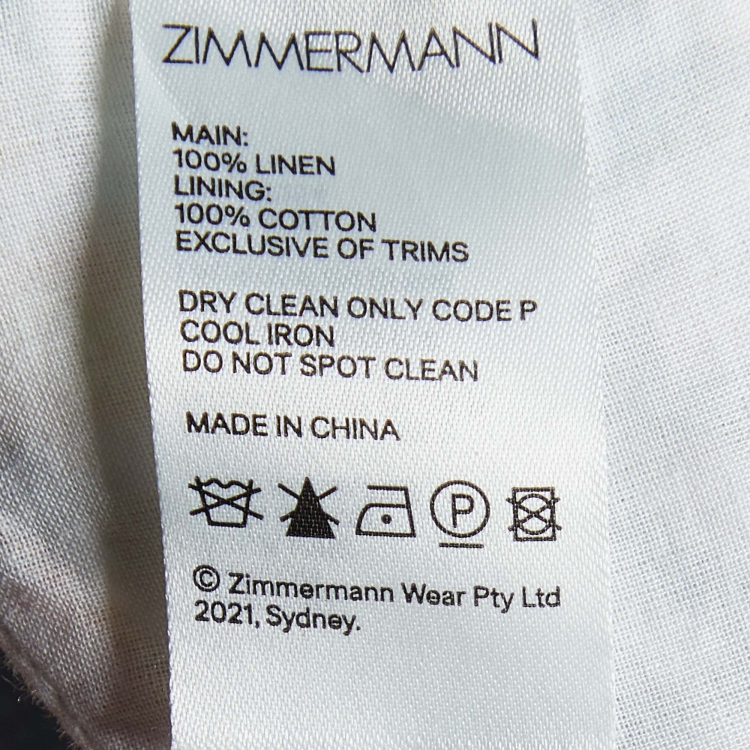 ZIMMERMANN
MAIN:
100% LINEN
LINING:
100% COTTON
EXCLUSIVE OF TRIMS
DRY CLEAN ONLY CODE P
COOL IRON
DO NOT SPOT CLEAN
MADE IN CHINA
P
© Zimmermann Wear Pty Ltd
2021, Sydney.